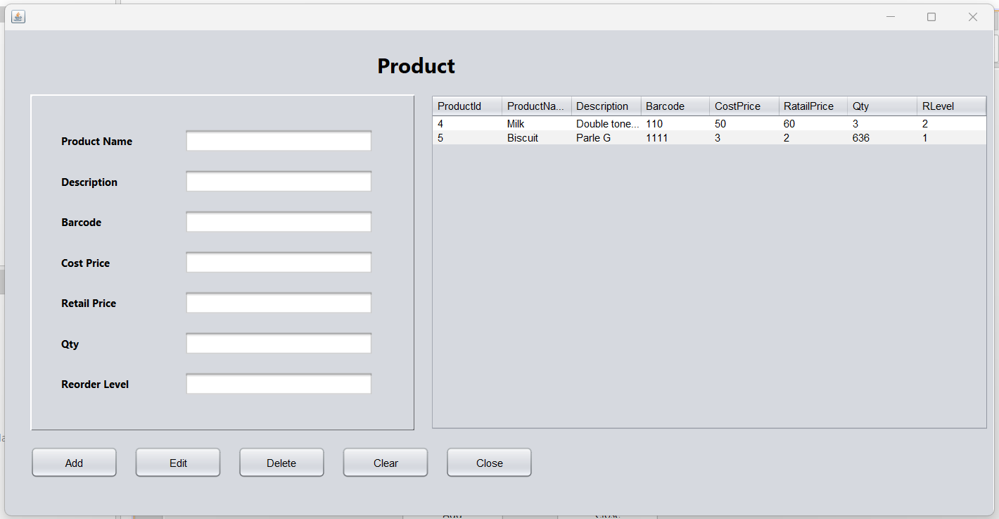 Product
Product Name
Description
Barcode
Cost Price
Retail Price
Qty
Reorder Level
ProductId ProductNa... Description Barcode CostPrice RatailPrice Qty RLevel
4 Milk Double tone... 110 50 60 3 2
5 Biscuit Parle G 1111 3 2 636 1
Add Edit Delete Clear Close